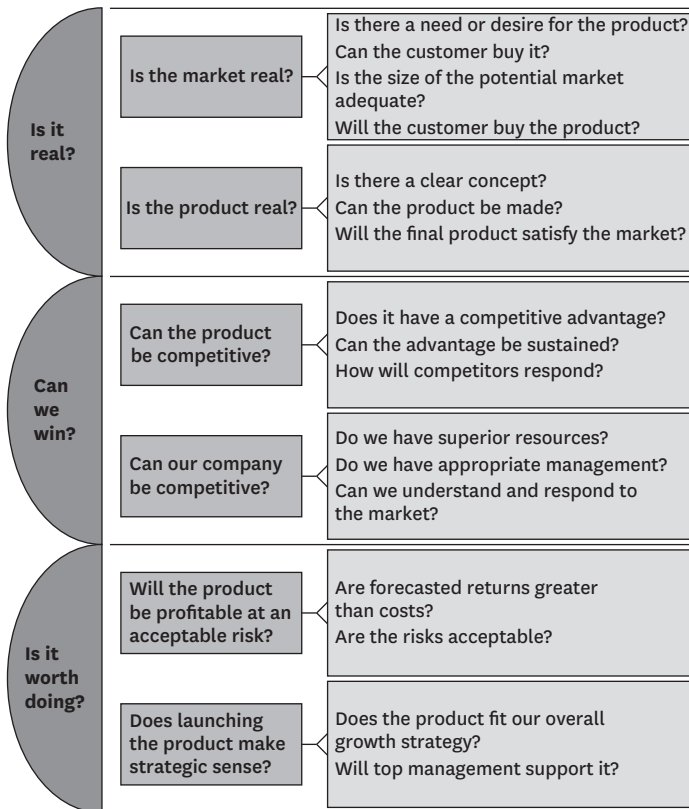 Is it
real?
Is the market real?
Is there a need or desire for the product?
Can the customer buy it?
Is the size of the potential market
adequate?
Will the customer buy the product?
Is the product real?
Is there a clear concept?
Can the product be made?
Will the final product satisfy the market?
Can
we
win?
Can the product
be competitive?
Does it have a competitive advantage?
Can the advantage be sustained?
How will competitors respond?
Can our company
be competitive?
Do we have superior resources?
Do we have appropriate management?
Can we understand and respond to
the market?
Is it
worth
doing?
Will the product
be profitable at an
acceptable risk?
Are forecasted returns greater
than costs?
Are the risks acceptable?
Does launching
the product make
strategic sense?
Does the product fit our overall
growth strategy?
Will top management support it?